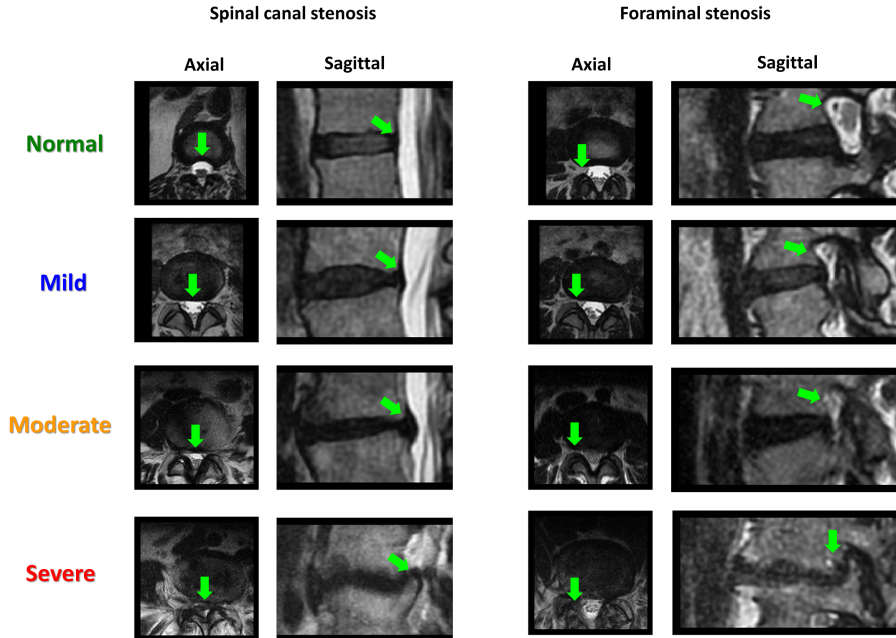 Spinal canal stenosis
Foraminal stenosis
Axial
Sagittal
Axial
Sagittal
Normal
Mild
Moderate
Severe